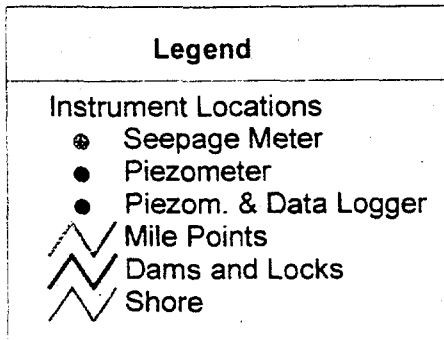 Legend
Instrument Locations
Seepage Meter
Piezometer
Piezom. & Data Logger
Mile Points
Dams and Locks
Shore